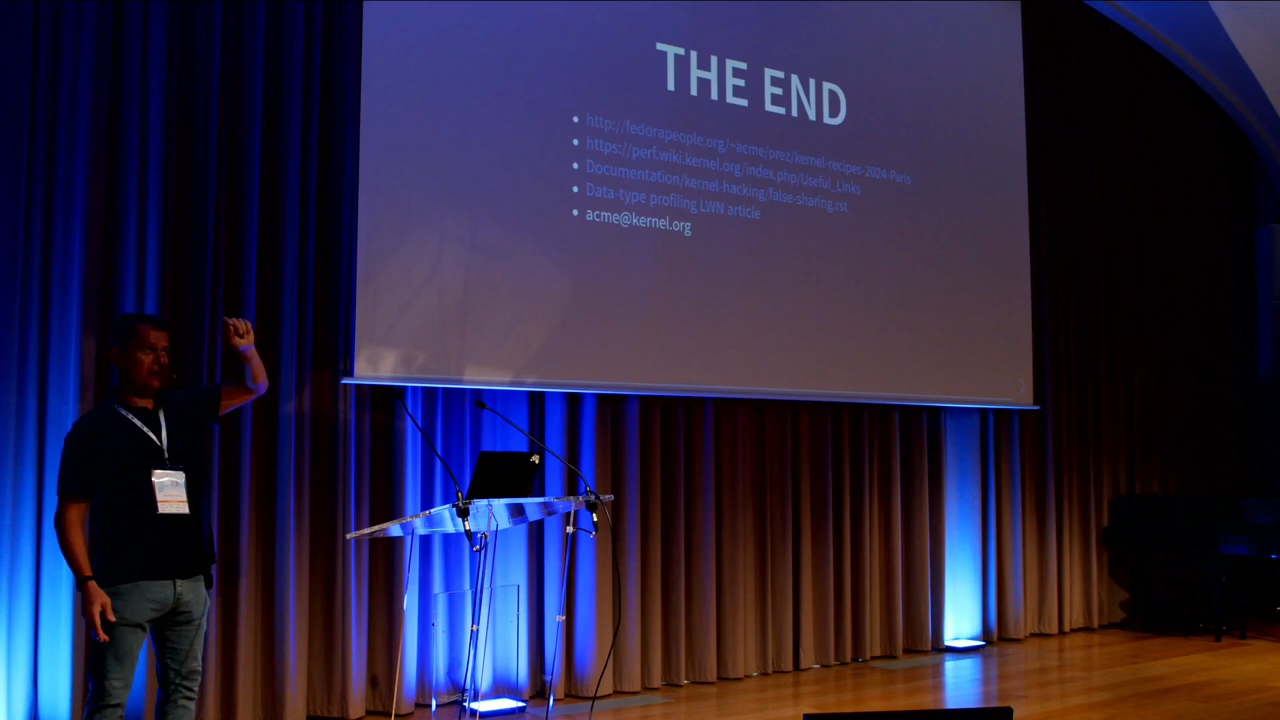 THE END
http://fedorapeople.org/~acme/prez/kernel-recipes-2024-Paris
https://perf.wiki.kernel.org/index.php/Useful_Links
Documentation/kernel-hacking/false-sharing.rst
Data-type profiling LWN article
acme@kernel.org